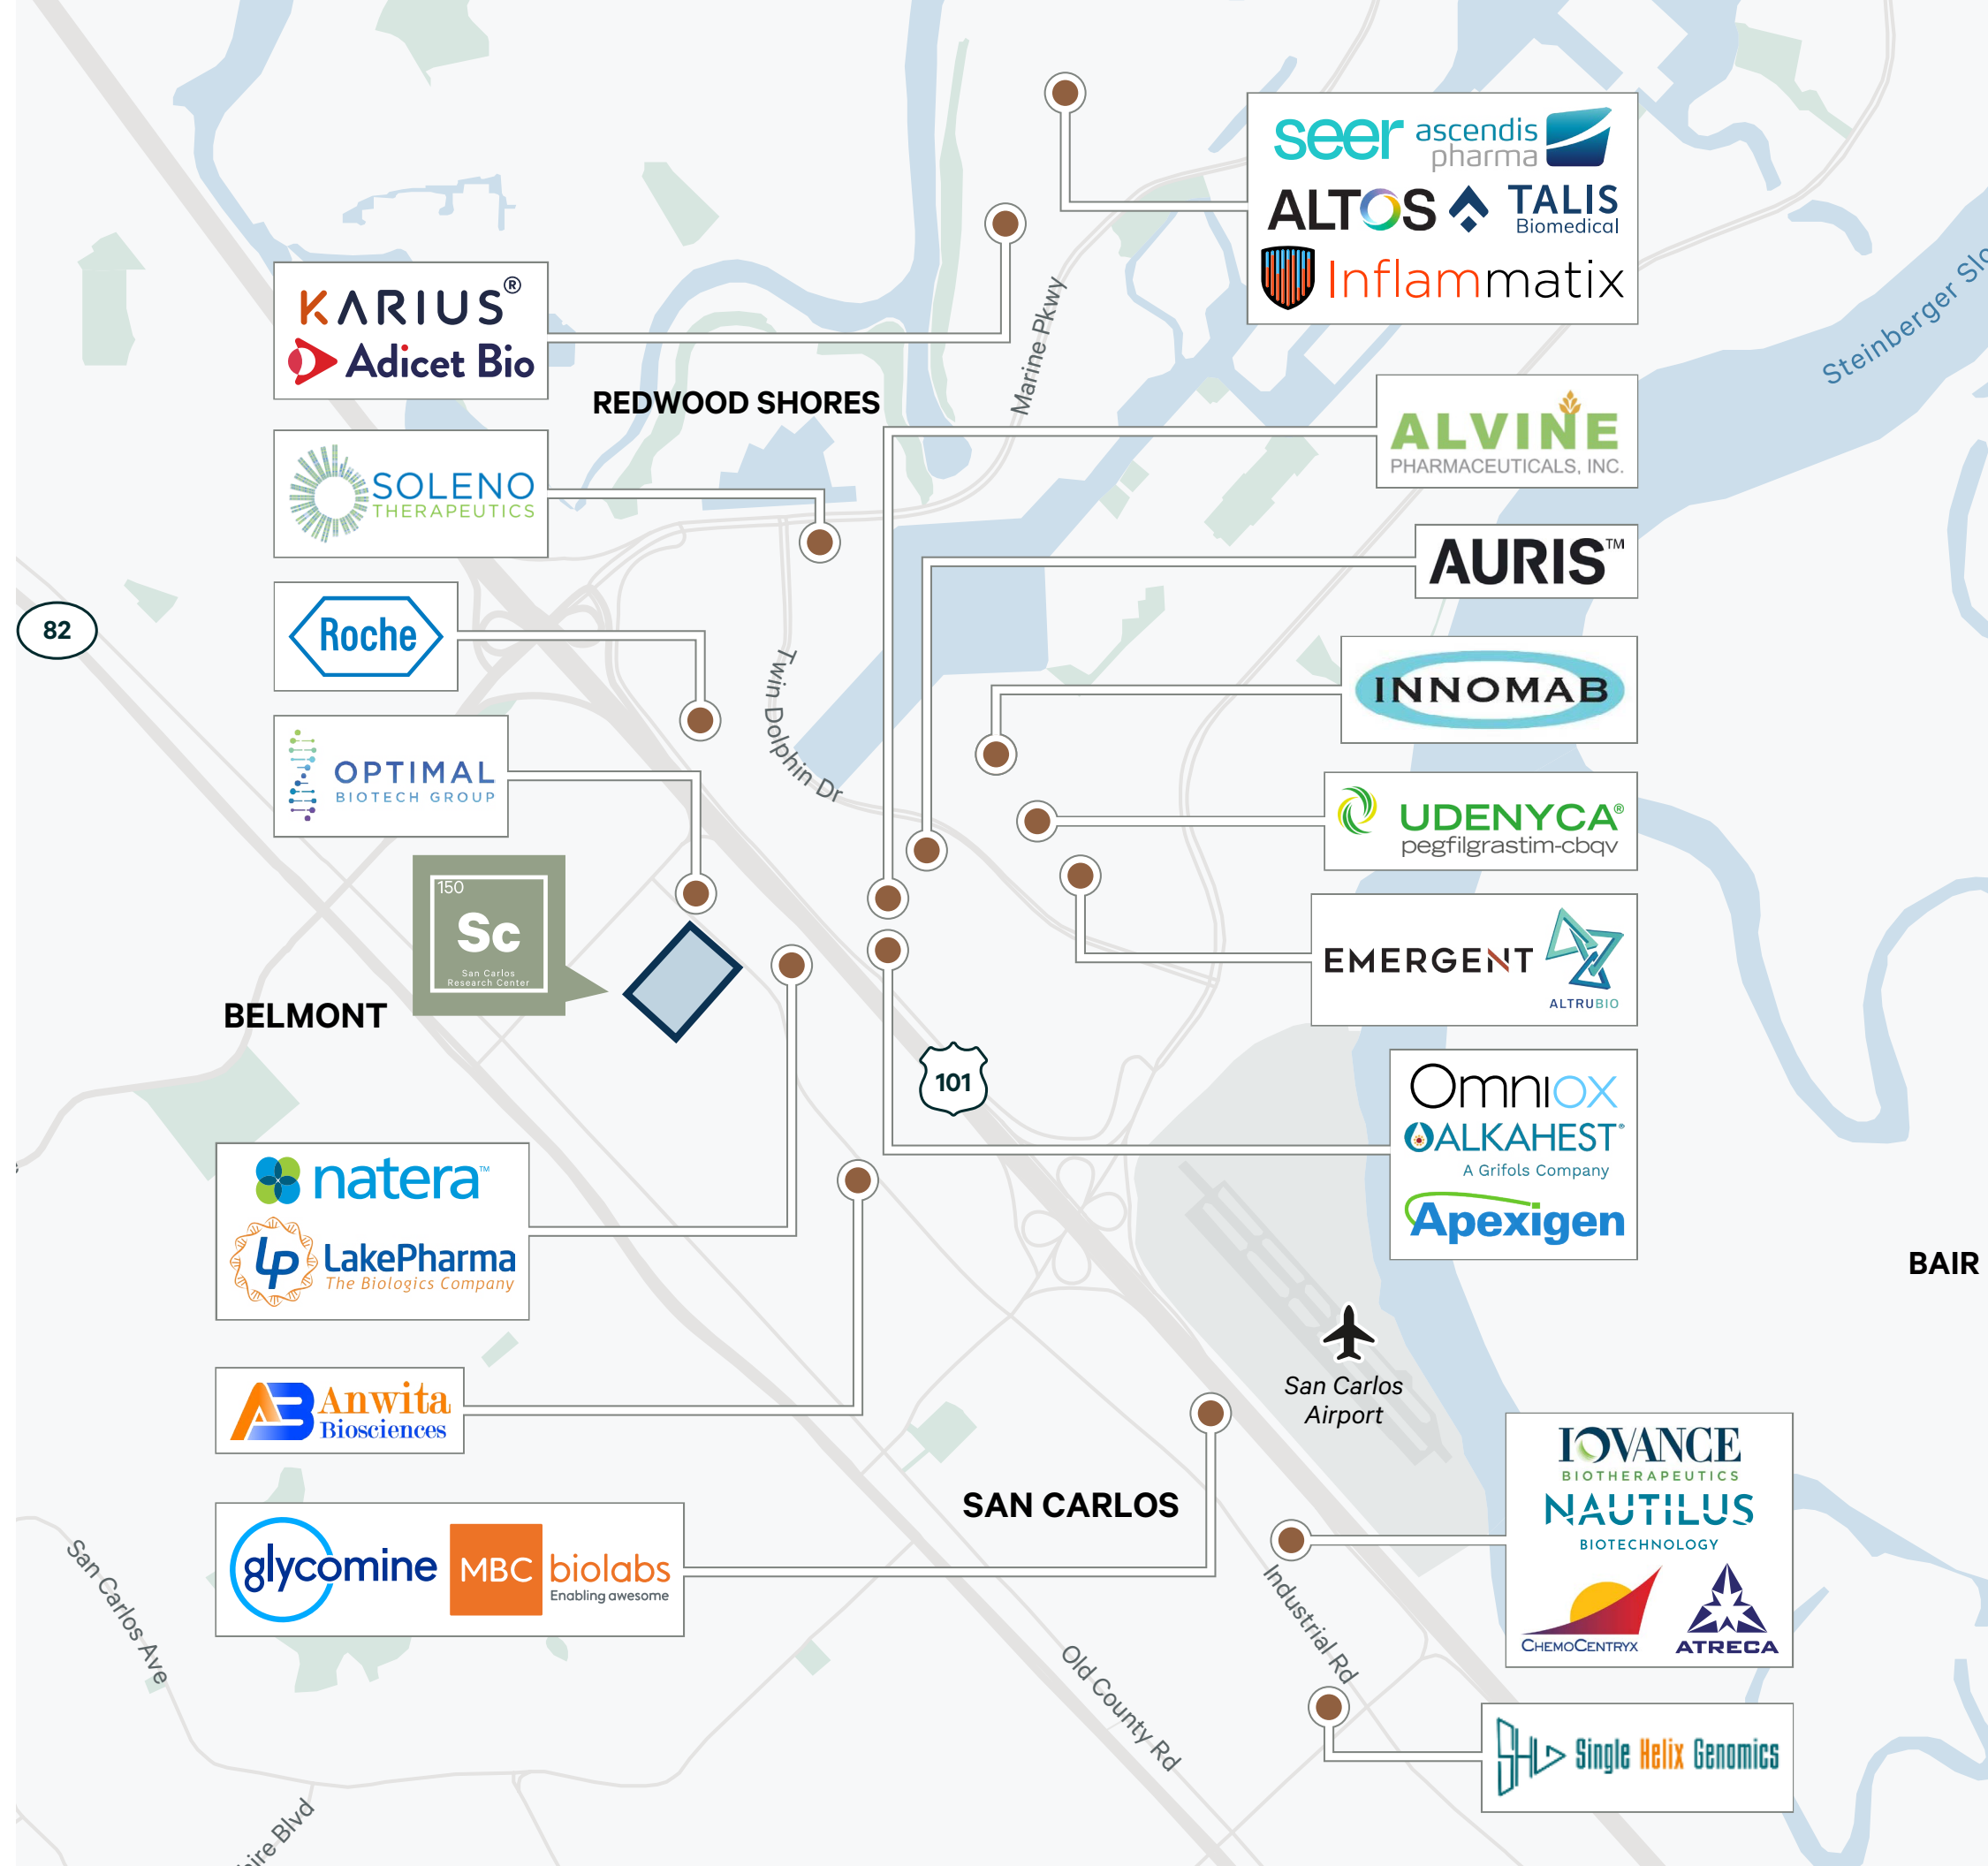 seer ascendis pharma
ALTOS TALIS Biomedical
Inflammatix
KARIUS®
Adicet Bio
Marine Pkwy
Steinberger
REDWOOD SHORES
ALVINE
PHARMACEUTICALS, INC.
SOLENO
THERAPEUTICS
AURIS™
82
Roche
Twin Dolphin Dr
INNOMAB
OPTIMAL
BIOTECH GROUP
UDENYCA®
pegfilgrastim-cbqv
150
Sc
San Carlos
Research Center
EMERGENT
ALTRUBIO
BELMONT
101
Omniox
ALKAHEST®
A Grifols Company
Apexigen
natera™
LP LakePharma
The Biologics Company
BAIR
San Carlos
Airport
AB Anwita
Biosciences
IOVANCE
BIOTHERAPEUTICS
NAUTILUS
BIOTECHNOLOGY
CHEMOCENTRYX
ATRECA
SAN CARLOS
glycomine MBC biolabs
Enabling awesome
San Carlos Ave
Industrial Rd
Old County Rd
SHG Single Helix Genomics
Blvd